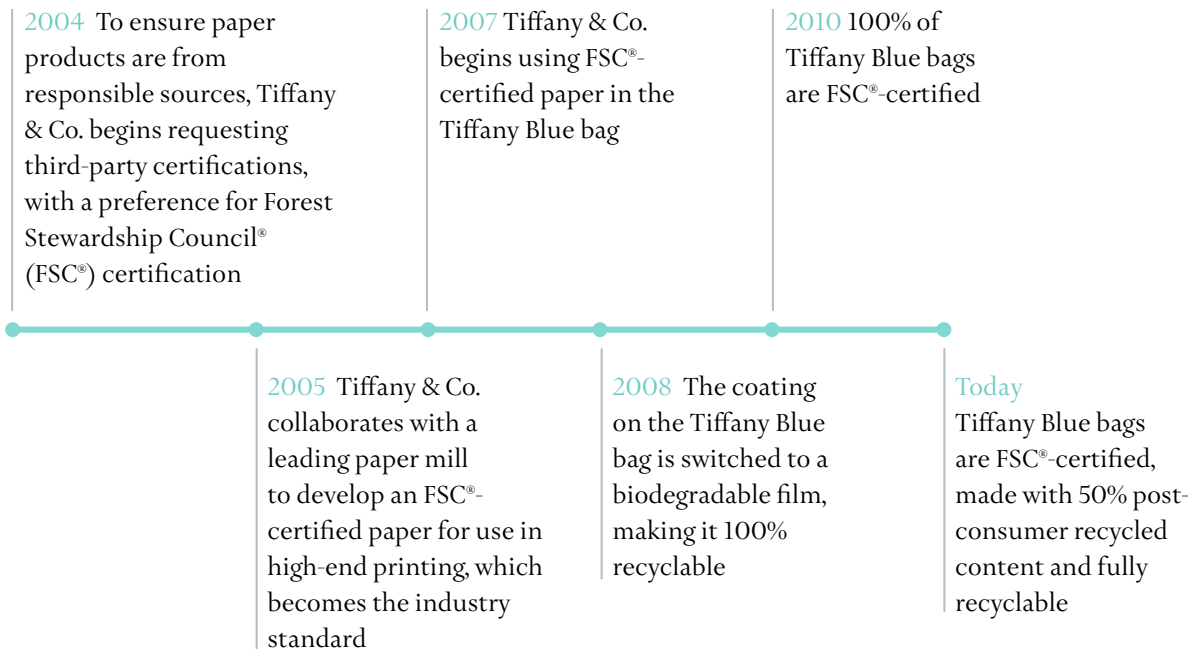 2004 To ensure paper
products are from
responsible sources, Tiffany
& Co. begins requesting
third-party certifications,
with a preference for Forest
Stewardship Council®
(FSC®) certification
2005 Tiffany & Co.
collaborates with a
leading paper mill
to develop an FSC®-
certified paper for use in
high-end printing, which
becomes the industry
standard
2007 Tiffany & Co.
begins using FSC®-
certified paper in the
Tiffany Blue bag
2008 The coating
on the Tiffany Blue
bag is switched to a
biodegradable film,
making it 100%
recyclable
2010 100% of
Tiffany Blue bags
are FSC®-certified
Today
Tiffany Blue bags
are FSC®-certified,
made with 50% post-
consumer recycled
content and fully
recyclable